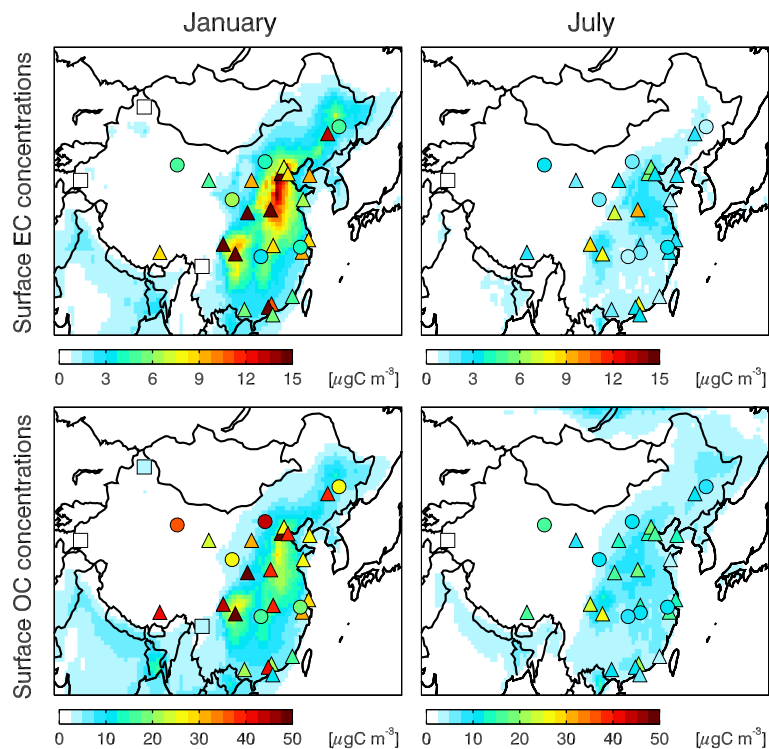 January July
Surface EC concentrations
0 3 6 9 12 15 [μgC m⁻³] 0 3 6 9 12 15 [μgC m⁻³]
Surface OC concentrations
0 10 20 30 40 50 [μgC m⁻³] 0 10 20 30 40 50 [μgC m⁻³]